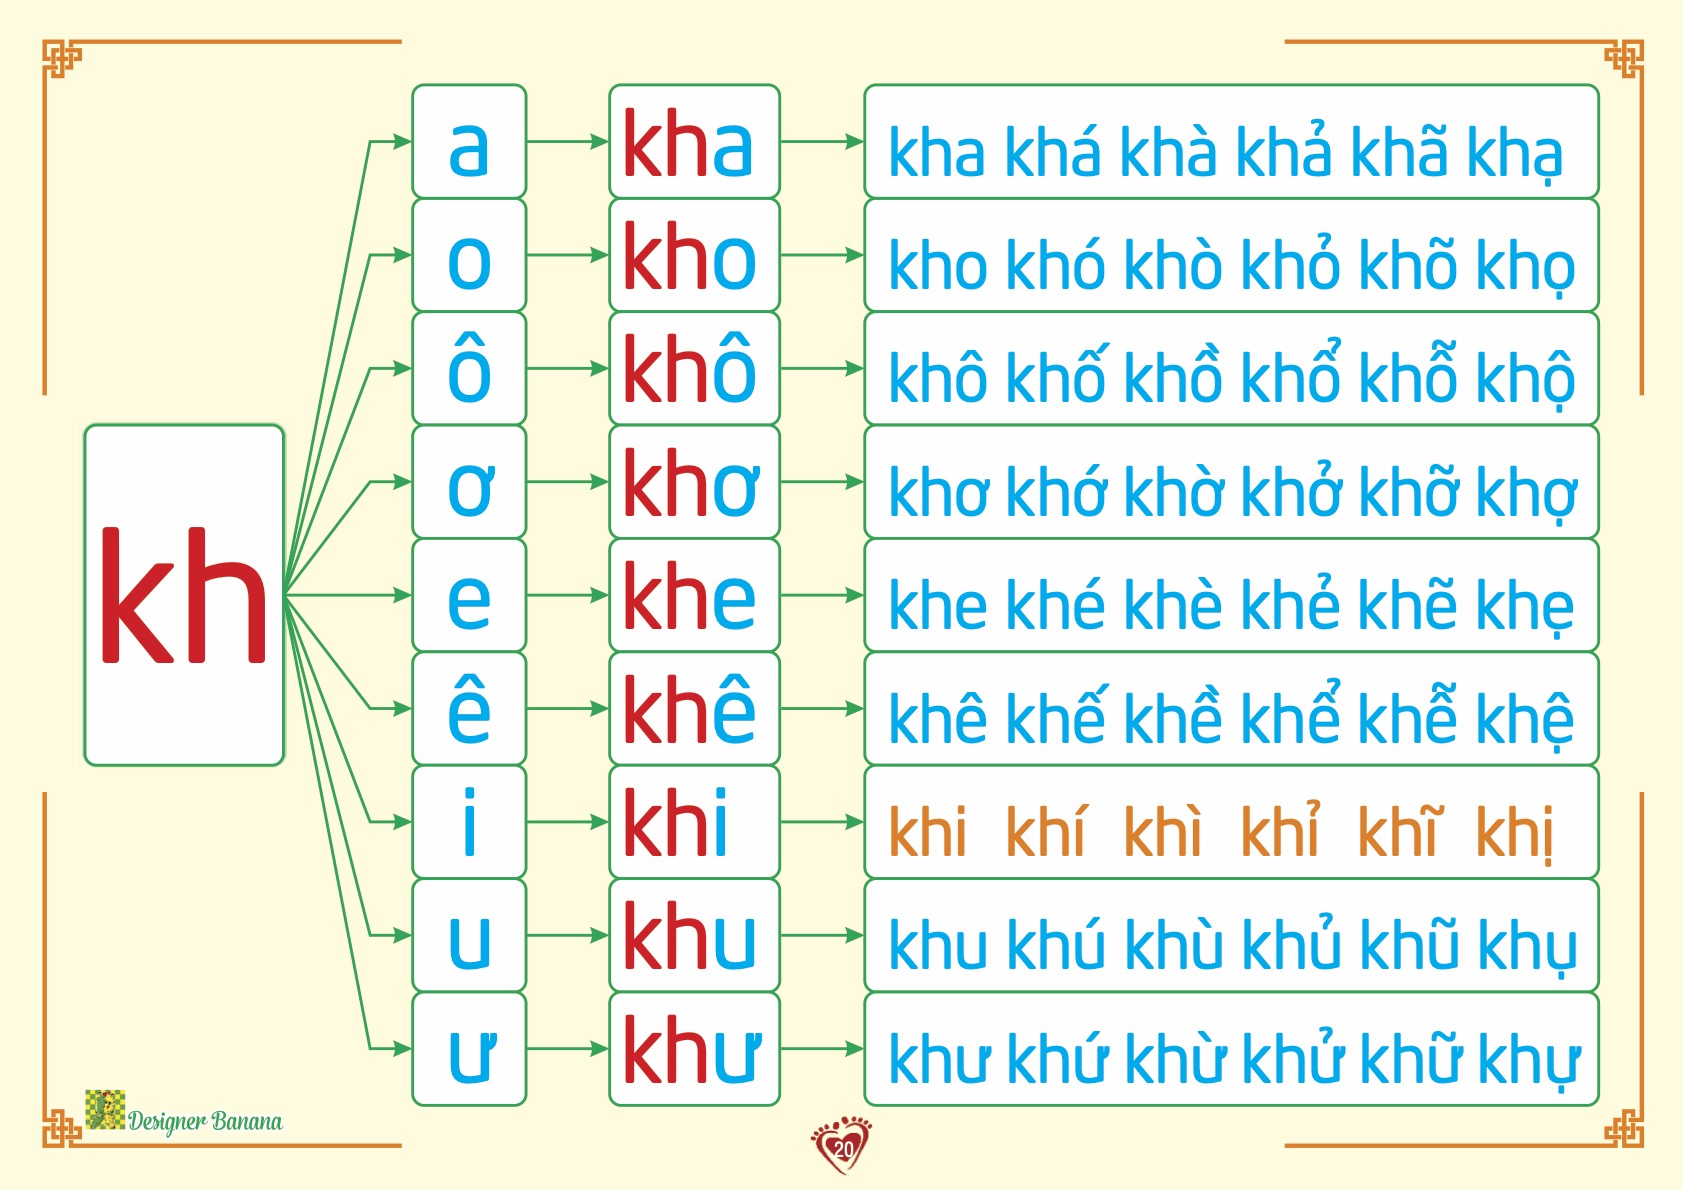 kh
a kha kha khá khà khả khã khạ
o kho kho khó khò khỏ khõ khọ
ô khô khô khố khồ khổ khỗ khộ
ơ khơ khơ khớ khờ khở khỡ khợ
e khe khe khé khè khẻ khẽ khẹ
ê khê khê khế khề khể khễ khệ
i khi khi khí khì khỉ khĩ khị
u khu khu khú khù khủ khũ khụ
ư khư khư khứ khừ khử khữ khự
Designer Banana
20